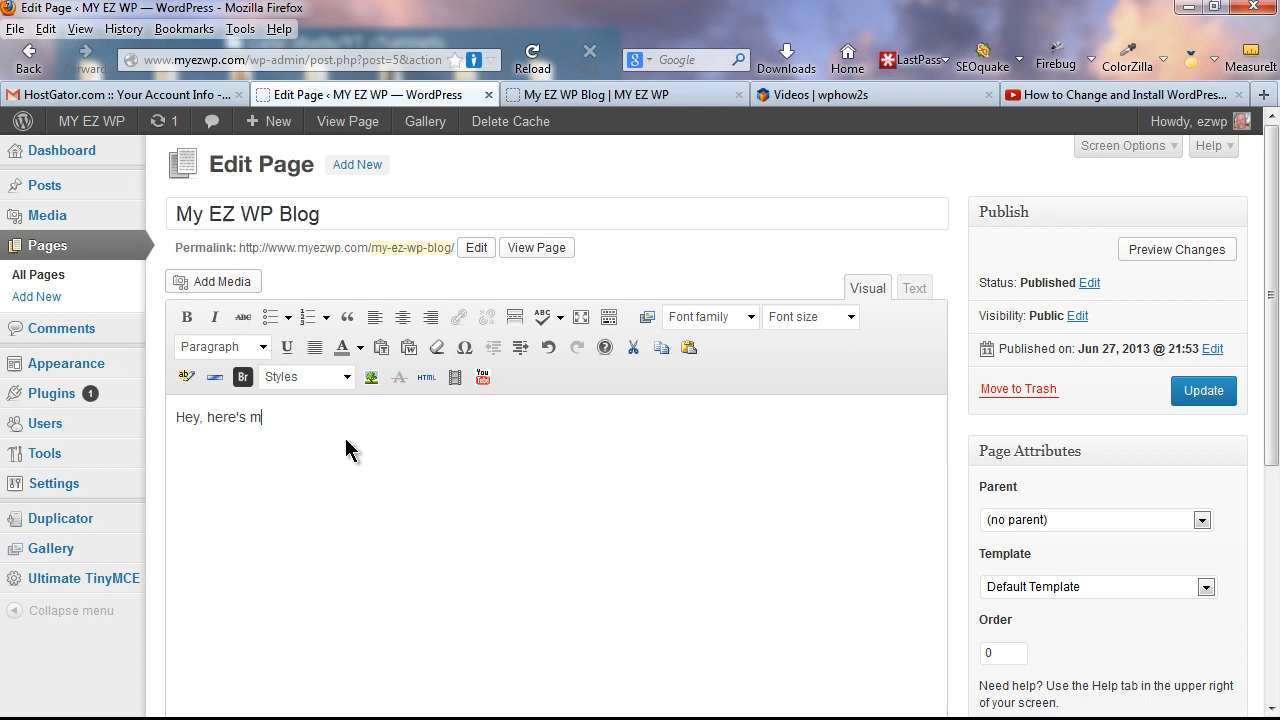 Edit Page ‹ MY EZ WP — WordPress - Mozilla Firefox
File Edit View History Bookmarks Tools Help
Back Forward www.myezwp.com/wp-admin/post.php?post=5&action Google Reload Downloads Home LastPass SEOquake Firebug ColorZilla MeasureIt
HostGator.com :: Your Account Info -... Edit Page ‹ MY EZ WP — WordPress My EZ WP Blog | MY EZ WP Videos | wphow2s How to Change and Install WordPres...
MY EZ WP 1 + New View Page Gallery Delete Cache Howdy, ezwp
Screen Options Help
Dashboard
Posts
Media
Pages
All Pages
Add New
Comments
Appearance
Plugins 1
Users
Tools
Settings
Duplicator
Gallery
Ultimate TinyMCE
Collapse menu
Edit Page Add New
My EZ WP Blog
Permalink: http://www.myezwp.com/my-ez-wp-blog/ Edit View Page
Add Media
Visual Text
B I ABC ABC Font family Font size
Paragraph U A Ω
Br Styles A HTML You Tube
Hey, here's m
Publish
Preview Changes
Status: Published Edit
Visibility: Public Edit
Published on: Jun 27, 2013 @ 21:53 Edit
Move to Trash Update
Page Attributes
Parent
(no parent)
Template
Default Template
Order
0
Need help? Use the Help tab in the upper right
of your screen.